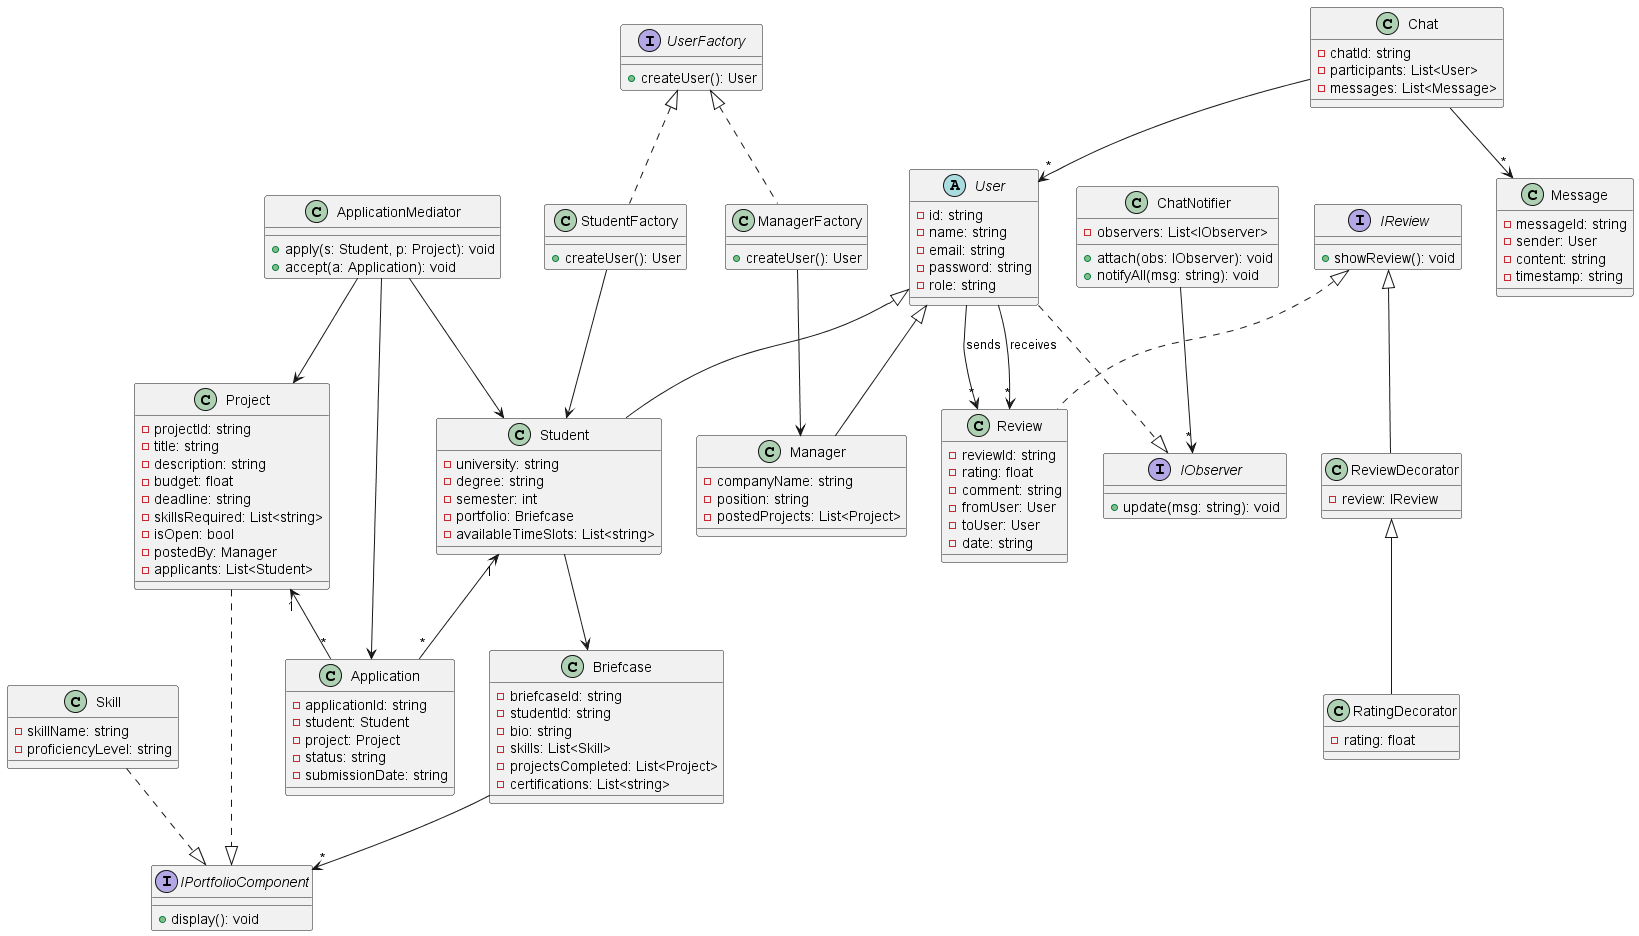 I UserFactory
createUser(): User
C Chat
chatId: string
participants: List<User>
messages: List<Message>
C ApplicationMediator
apply(s: Student, p: Project): void
accept(a: Application): void
C StudentFactory
createUser(): User
C ManagerFactory
createUser(): User
*
A User
id: string
name: string
email: string
password: string
role: string
C ChatNotifier
observers: List<IObserver>
attach(obs: IObserver): void
notifyAll(msg: string): void
I IReview
showReview(): void
*
C Message
messageId: string
sender: User
content: string
timestamp: string
sends
receives
C Project
projectId: string
title: string
description: string
budget: float
deadline: string
skillsRequired: List<string>
isOpen: bool
postedBy: Manager
applicants: List<Student>
C Student
university: string
degree: string
semester: int
portfolio: Briefcase
availableTimeSlots: List<string>
C Manager
companyName: string
position: string
postedProjects: List<Project>
*
*
C Review
reviewId: string
rating: float
comment: string
fromUser: User
toUser: User
date: string
*
I IObserver
update(msg: string): void
C ReviewDecorator
review: IReview
1
*
1
*
C Skill
skillName: string
proficiencyLevel: string
C Application
applicationId: string
student: Student
project: Project
status: string
submissionDate: string
C Briefcase
briefcaseId: string
studentId: string
bio: string
skills: List<Skill>
projectsCompleted: List<Project>
certifications: List<string>
C RatingDecorator
rating: float
*
I IPortfolioComponent
display(): void